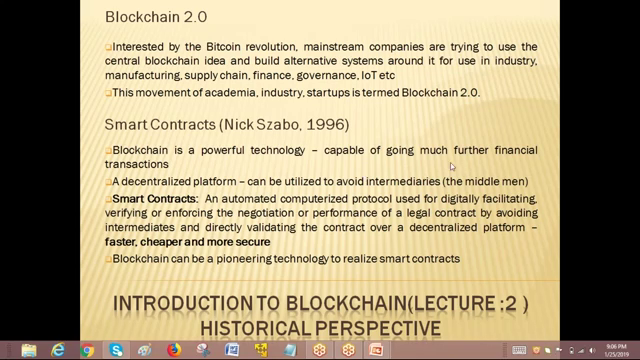 Blockchain 2.0
Interested by the Bitcoin revolution, mainstream companies are trying to use the
central blockchain idea and build alternative systems around it for use in industry,
manufacturing, supply chain, finance, governance, IoT etc
This movement of academia, industry, startups is termed Blockchain 2.0.
Smart Contracts (Nick Szabo, 1996)
Blockchain is a powerful technology – capable of going much further financial
transactions
A decentralized platform – can be utilized to avoid intermediaries (the middle men)
Smart Contracts: An automated computerized protocol used for digitally facilitating,
verifying or enforcing the negotiation or performance of a legal contract by avoiding
intermediates and directly validating the contract over a decentralized platform –
faster, cheaper and more secure
Blockchain can be a pioneering technology to realize smart contracts
INTRODUCTION TO BLOCKCHAIN(LECTURE :2 )
HISTORICAL PERSPECTIVE
9:06 PM
1/25/2019